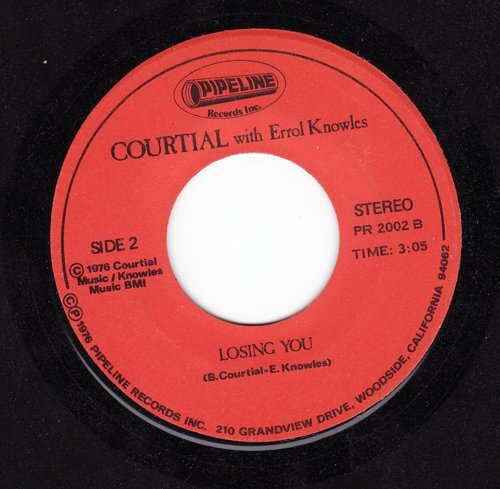 PIPELINE
Records Inc.
COURTIAL with Errol Knowles
STEREO
PR 2002 B
TIME: 3:05
SIDE 2
© 1976 Courtial
Music / Knowles
Music BMI
LOSING YOU
(B.Courtial-E.Knowles)
©℗ 1976 PIPELINE RECORDS INC. 210 GRANDVIEW DRIVE, WOODSIDE, CALIFORNIA 94062